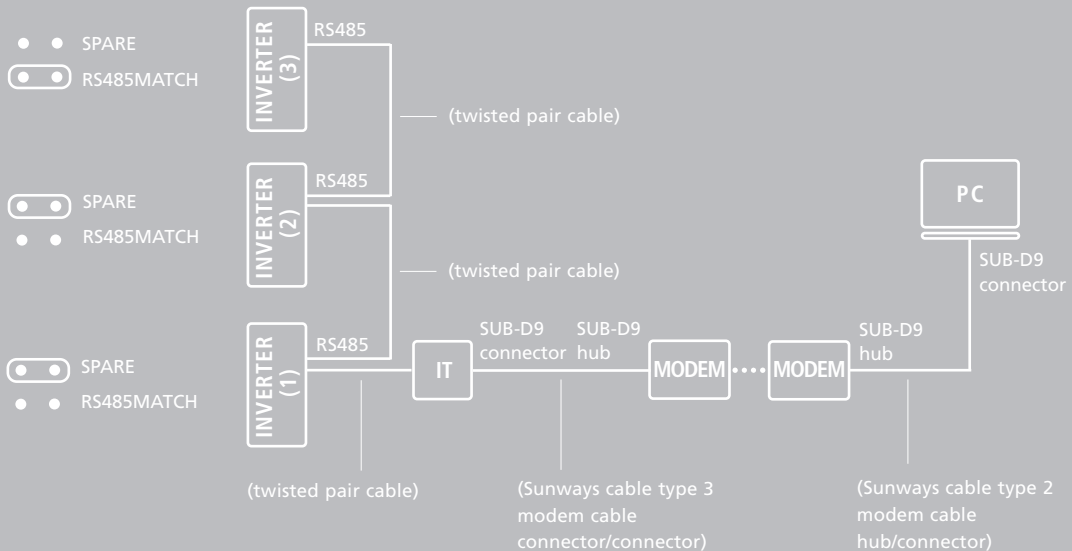 SPARE
RS485MATCH
INVERTER
(3)
RS485
(twisted pair cable)
SPARE
RS485MATCH
INVERTER
(2)
RS485
(twisted pair cable)
SPARE
RS485MATCH
INVERTER
(1)
RS485
(twisted pair cable)
IT
SUB-D9
connector
SUB-D9
hub
(Sunways cable type 3
modem cable
connector/connector)
MODEM
MODEM
SUB-D9
hub
(Sunways cable type 2
modem cable
hub/connector)
PC
SUB-D9
connector